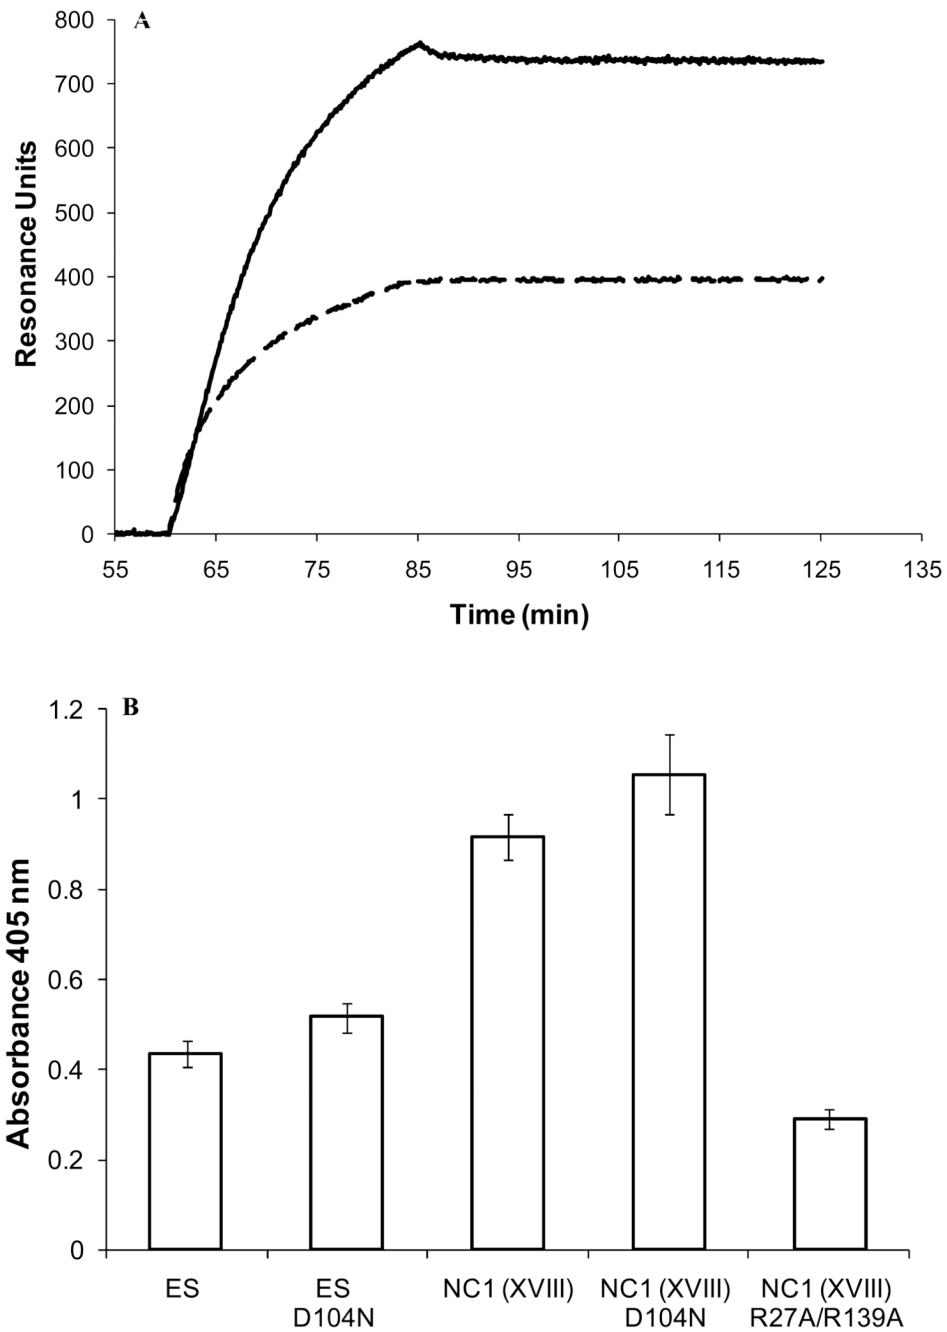 A
800
700
600
500
400
300
200
100
0
Resonance Units
55 65 75 85 95 105 115 125 135
Time (min)
B
1.2
1
0.8
0.6
0.4
0.2
0
Absorbance 405 nm
ES ES NC1 (XVIII) NC1 (XVIII) NC1 (XVIII)
D104N D104N R27A/R139A